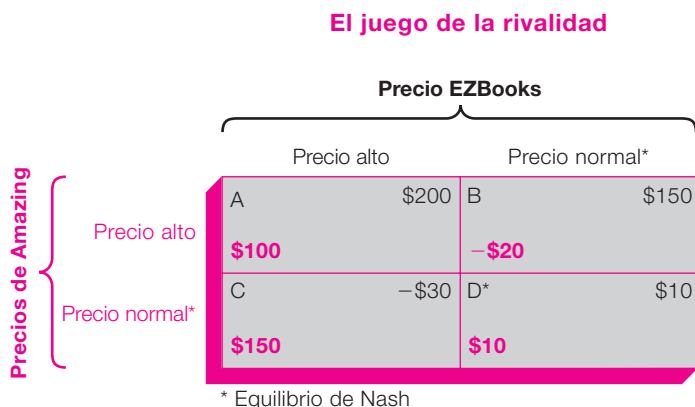 El juego de la rivalidad
Precio EZBooks
Precio alto Precio normal*
Precios de Amazing
Precio alto
A $200
$100
B $150
−$20
Precio normal*
C −$30
$150
D* $10
$10
* Equilibrio de Nash